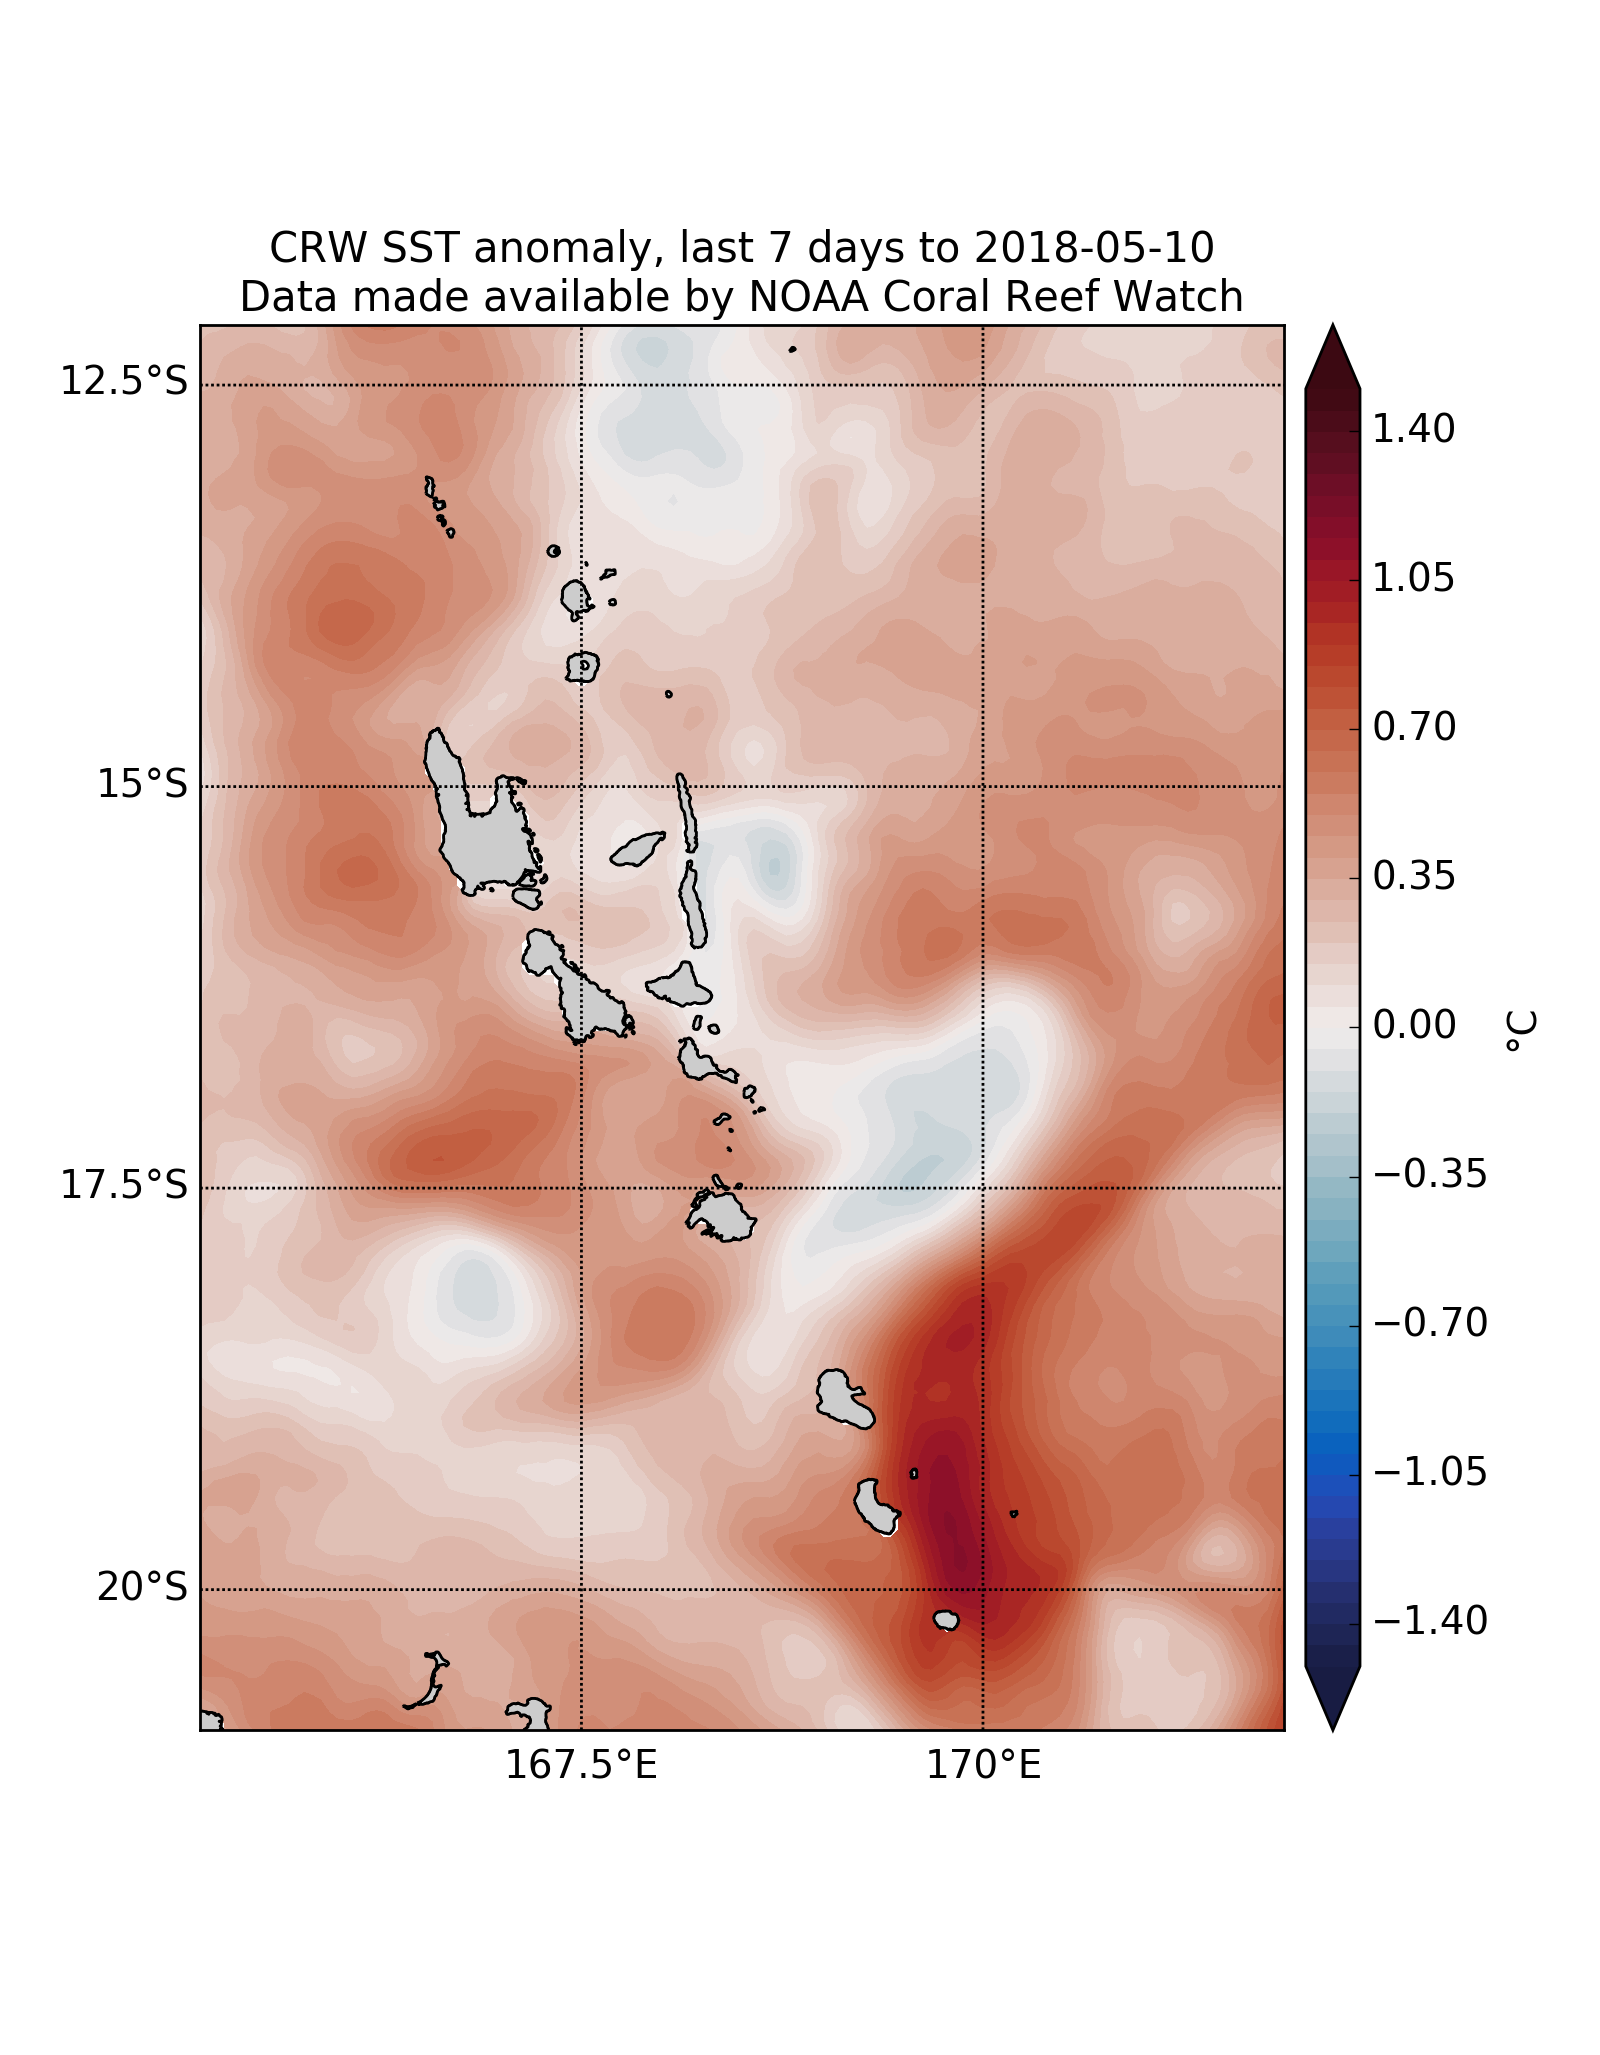 CRW SST anomaly, last 7 days to 2018-05-10
Data made available by NOAA Coral Reef Watch
12.5°S
15°S
17.5°S
20°S
167.5°E
170°E
1.40
1.05
0.70
0.35
0.00
−0.35
−0.70
−1.05
−1.40
°C